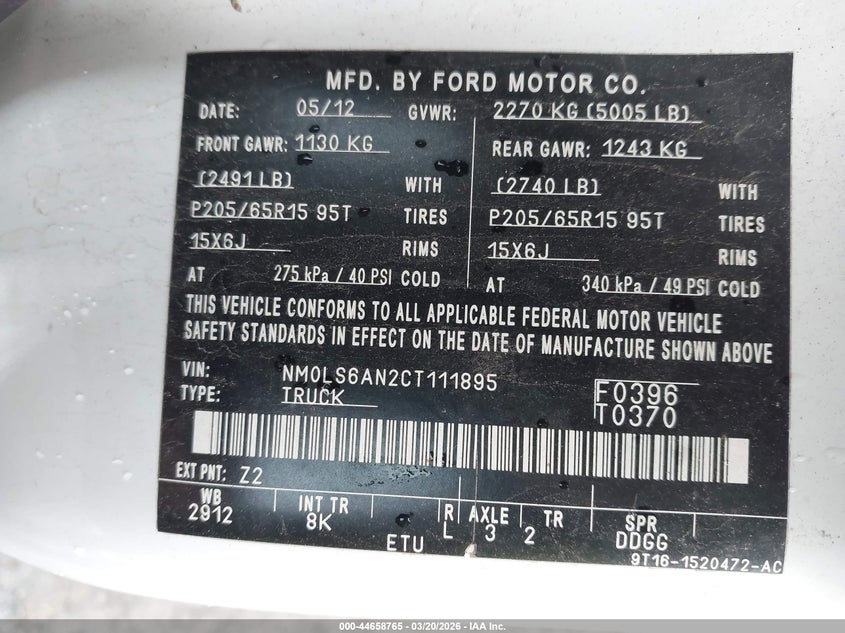 MFD. BY FORD MOTOR CO.
DATE: 05/12 GVWR: 2270 KG (5005 LB)
FRONT GAWR: 1130 KG REAR GAWR: 1243 KG
(2491 LB) WITH (2740 LB) WITH
P205/65R15 95T TIRES P205/65R15 95T TIRES
15X6J RIMS 15X6J RIMS
AT 275 kPa / 40 PSI COLD AT 340 kPa / 49 PSI COLD
THIS VEHICLE CONFORMS TO ALL APPLICABLE FEDERAL MOTOR VEHICLE
SAFETY STANDARDS IN EFFECT ON THE DATE OF MANUFACTURE SHOWN ABOVE
VIN: NM0LS6AN2CT111895 F0396
TYPE: TRUCK T0370
EXT PNT: Z2
WB INT TR R AXLE TR SPR
2912 8K L 3 2 DDGG
ETU 9T16-1520472-AC
000-44658765 - 03/20/2026 - IAA Inc.